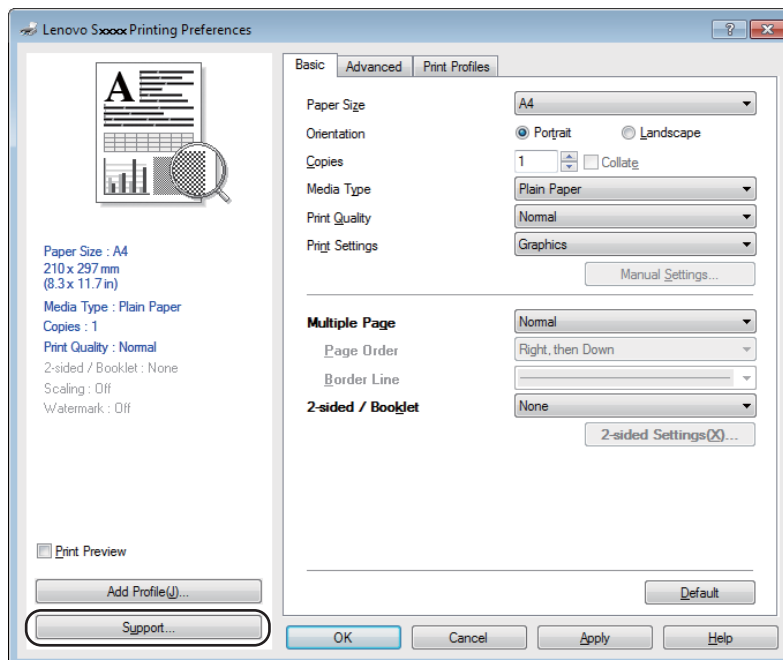 Lenovo Sxxxx Printing Preferences
A
Paper Size : A4
210 x 297 mm
(8.3 x 11.7 in)
Media Type : Plain Paper
Copies : 1
Print Quality : Normal
2-sided / Booklet : None
Scaling : Off
Watermark : Off
Print Preview
Add Profile(J)...
Support...
Basic Advanced Print Profiles
Paper Size A4
Orientation Portrait Landscape
Copies 1 Collate
Media Type Plain Paper
Print Quality Normal
Print Settings Graphics
Manual Settings...
Multiple Page Normal
Page Order Right, then Down
Border Line
2-sided / Booklet None
2-sided Settings(X)...
Default
OK Cancel Apply Help